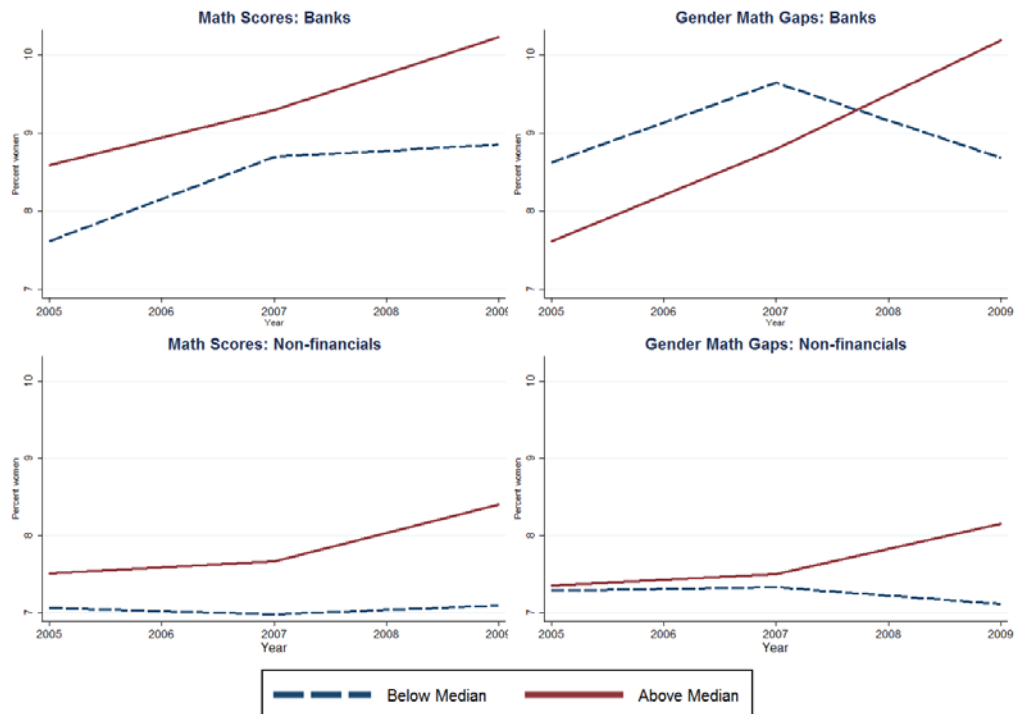 Math Scores: Banks
10
9
8
7
Percent women
2005 2006 2007 2008 2009
Year
Gender Math Gaps: Banks
10
9
8
7
Percent women
2005 2006 2007 2008 2009
Year
Math Scores: Non-financials
10
9
8
7
Percent women
2005 2006 2007 2008 2009
Year
Gender Math Gaps: Non-financials
10
9
8
7
Percent women
2005 2006 2007 2008 2009
Year
Below Median Above Median